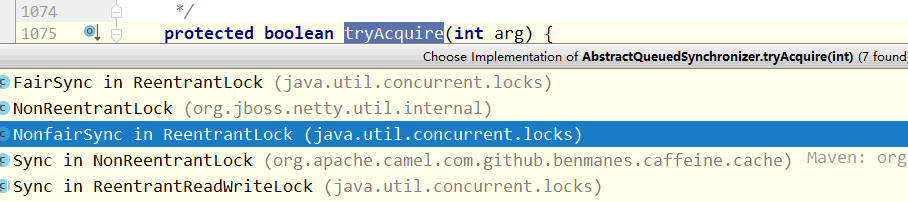 1074 */
1075 protected boolean tryAcquire(int arg) {
Choose Implementation of AbstractQueuedSynchronizer.tryAcquire(int) (7 found)
FairSync in ReentrantLock (java.util.concurrent.locks)
NonReentrantLock (org.jboss.netty.util.internal)
NonfairSync in ReentrantLock (java.util.concurrent.locks)
Sync in NonReentrantLock (org.apache.camel.com.github.benmanes.caffeine.cache) Maven: org
Sync in ReentrantReadWriteLock (java.util.concurrent.locks)